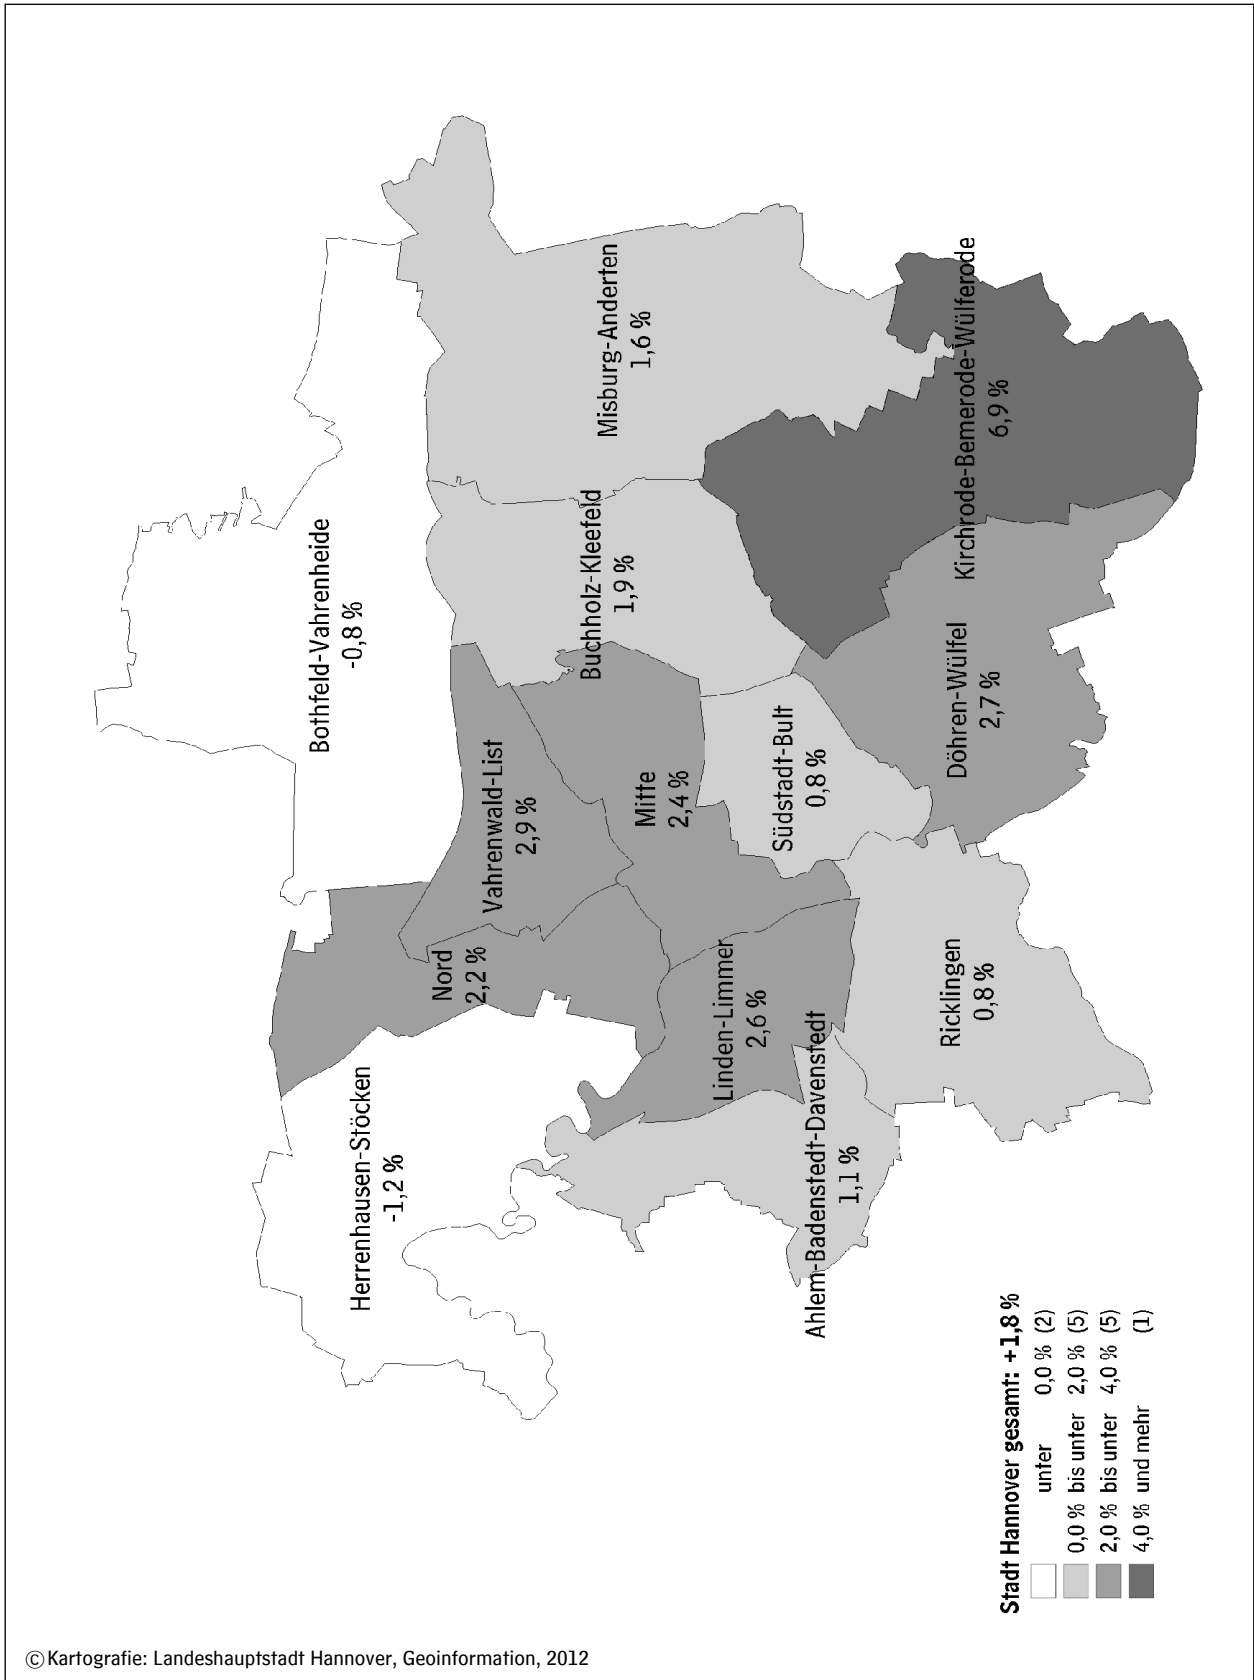 Bothfeld-Vahrenheide
-0,8 %
Misburg-Anderten
1,6 %
Herrenhausen-Stöcken
-1,2 %
Nord
2,2 %
Vahrenwald-List
2,9 %
Buchholz-Kleefeld
1,9 %
Mitte
2,4 %
Linden-Limmer
2,6 %
Südstadt-Bult
0,8 %
Ahlem-Badenstedt-Davenstedt
1,1 %
Ricklingen
0,8 %
Döhren-Wülfel
2,7 %
Kirchrode-Bemerode-Wülferode
6,9 %
Stadt Hannover gesamt: +1,8 %
unter 0,0 % (2)
0,0 % bis unter 2,0 % (5)
2,0 % bis unter 4,0 % (5)
4,0 % und mehr (1)
© Kartografie: Landeshauptstadt Hannover, Geoinformation, 2012